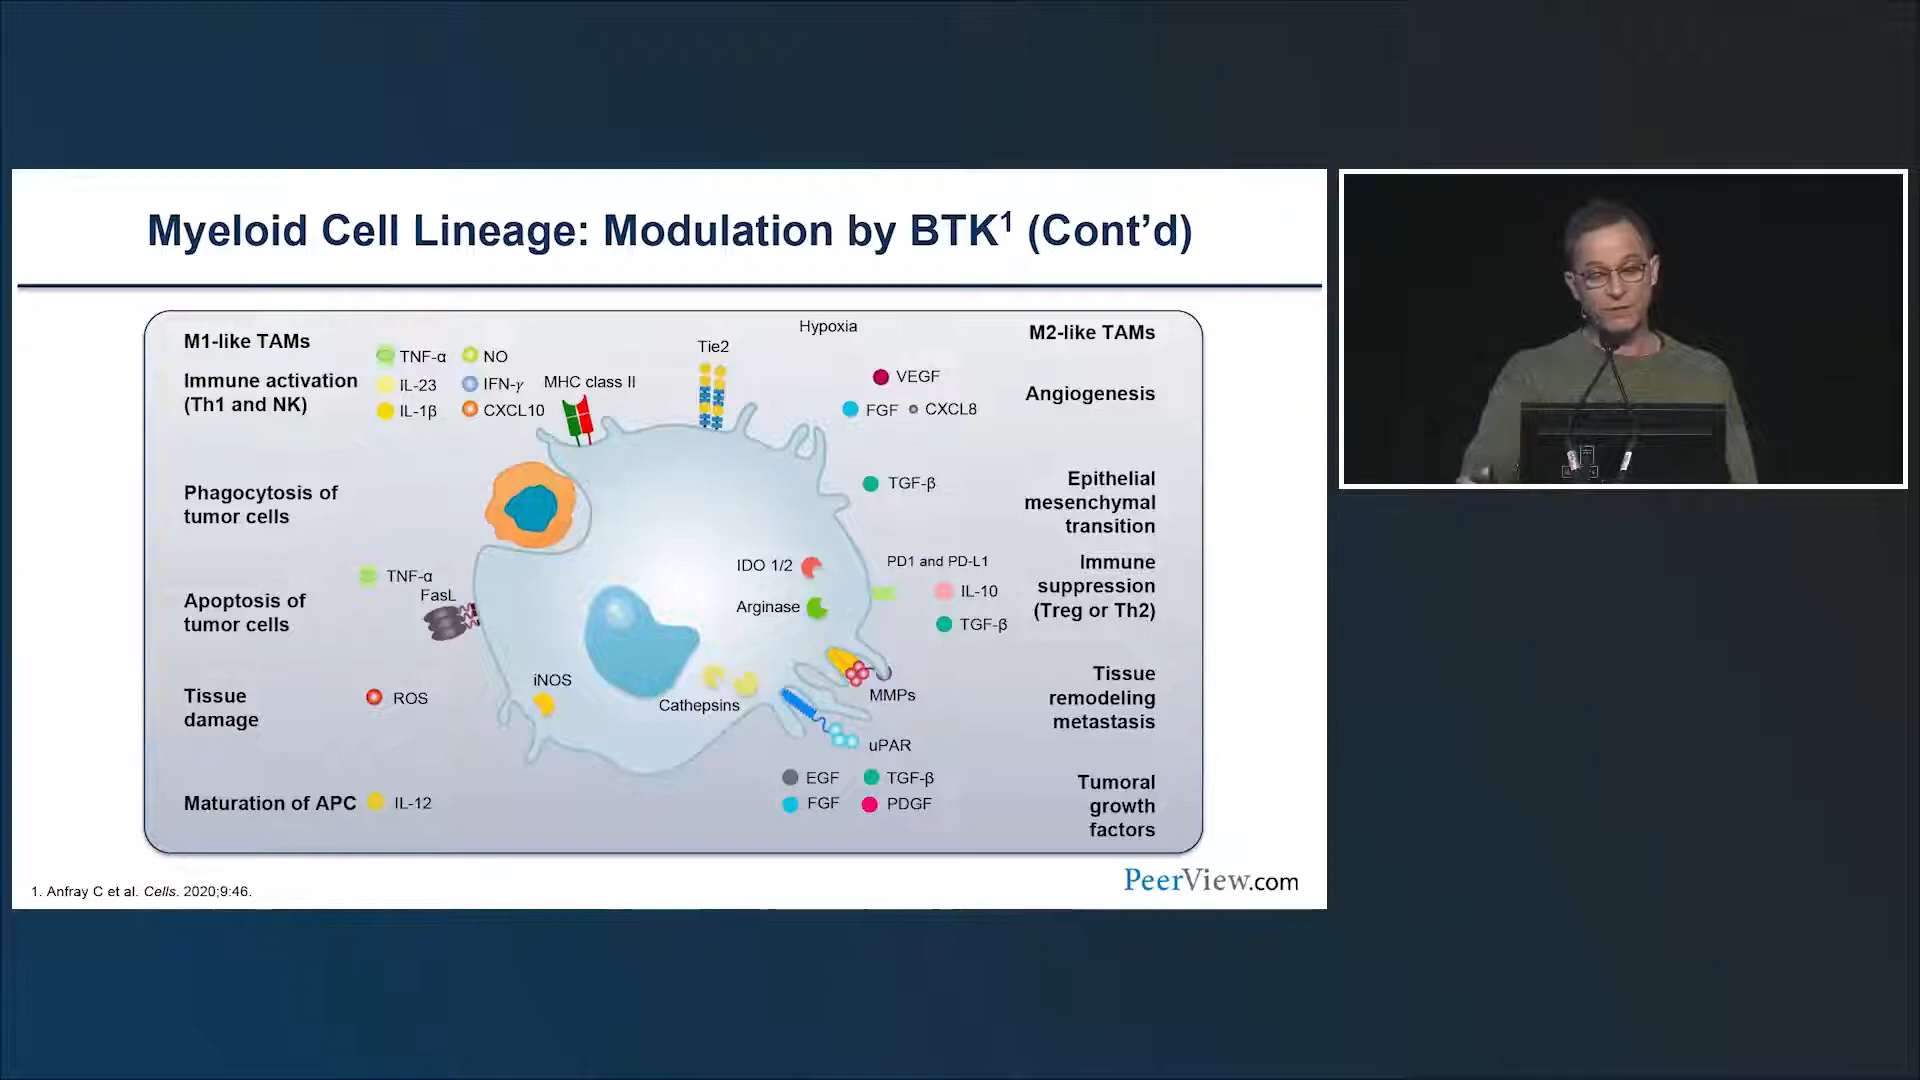 Myeloid Cell Lineage: Modulation by BTK¹ (Cont'd)
M1-like TAMs
Immune activation
(Th1 and NK)
TNF-α
NO
IL-23
IFN-γ
IL-1β
CXCL10
MHC class II
Tie2
Hypoxia
M2-like TAMs
VEGF
FGF
CXCL8
Angiogenesis
Phagocytosis of
tumor cells
TGF-β
Epithelial
mesenchymal
transition
TNF-α
FasL
Apoptosis of
tumor cells
IDO 1/2
Arginase
PD1 and PD-L1
IL-10
TGF-β
Immune
suppression
(Treg or Th2)
Tissue
damage
ROS
iNOS
Cathepsins
MMPs
uPAR
Tissue
remodeling
metastasis
Maturation of APC
IL-12
EGF
TGF-β
FGF
PDGF
Tumoral
growth
factors
1. Anfray C et al. Cells. 2020;9:46.
PeerView.com